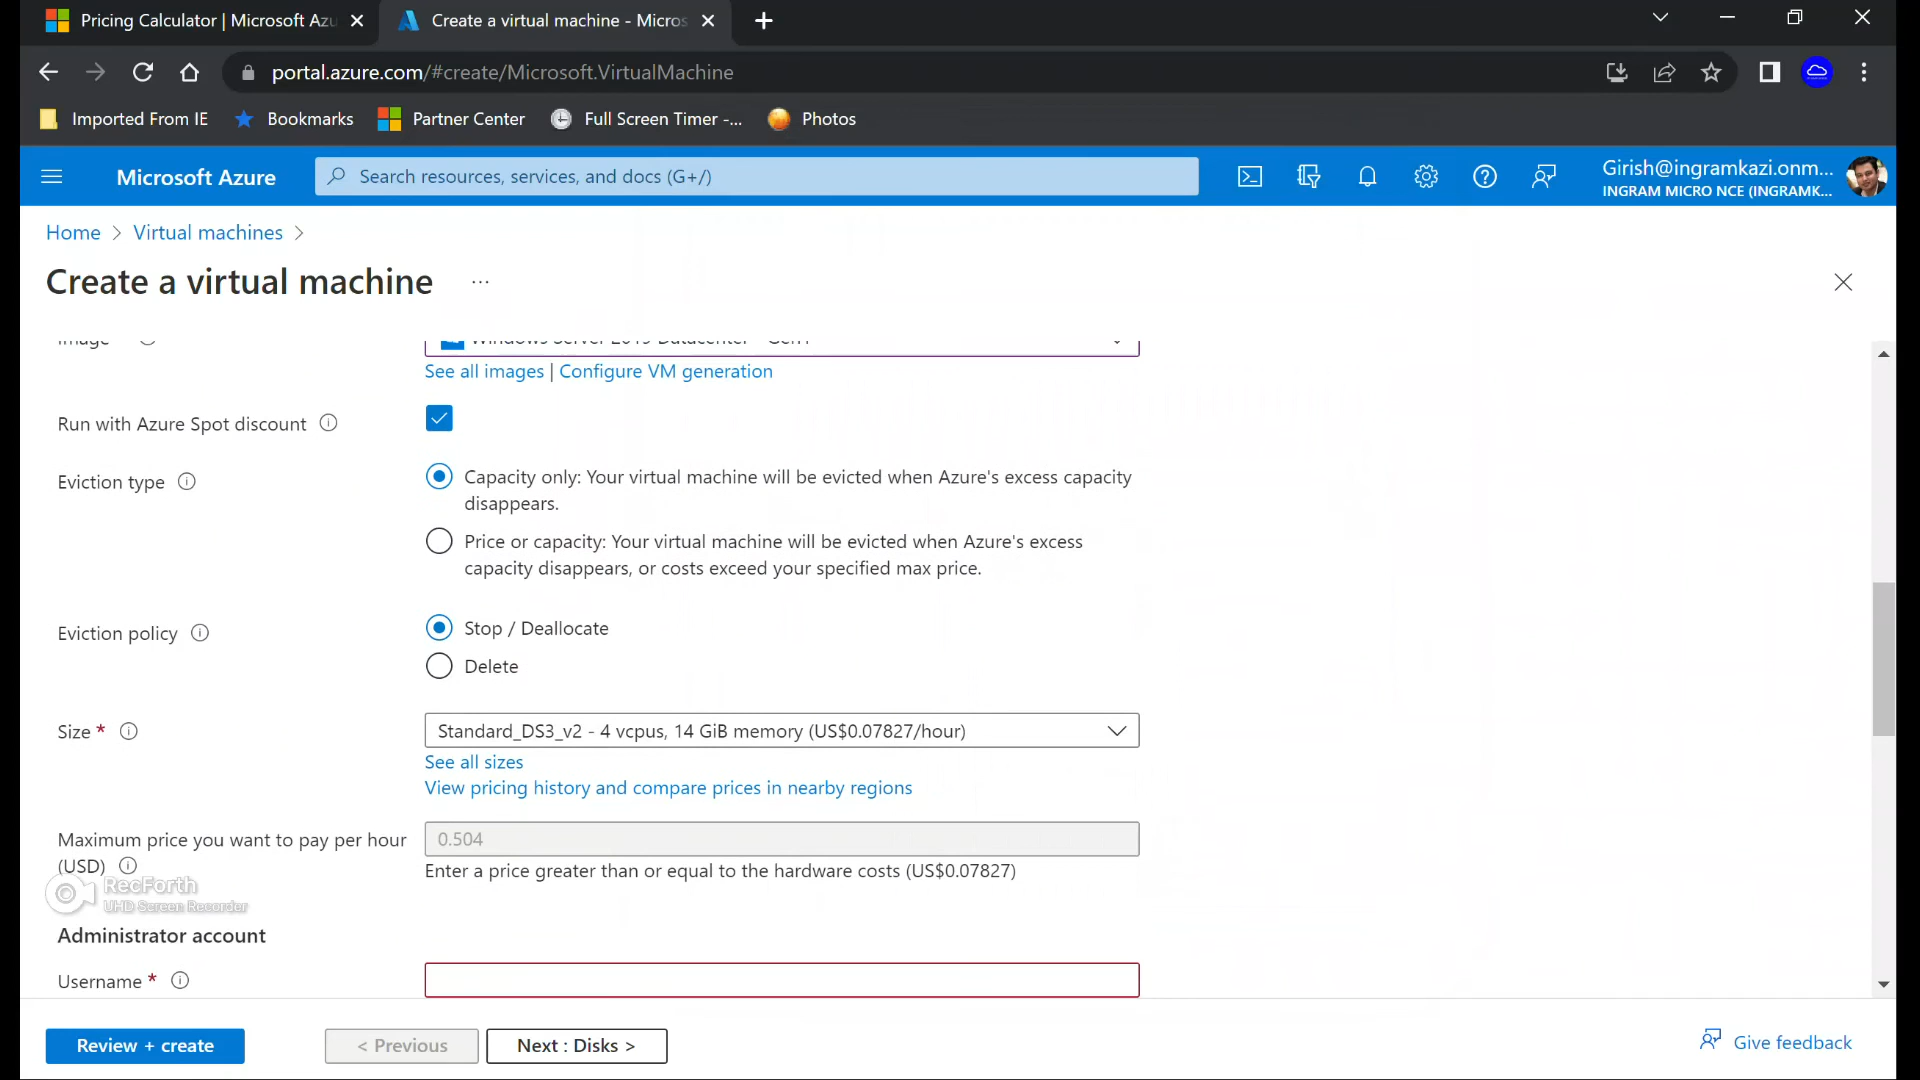 Pricing Calculator | Microsoft Azu
Create a virtual machine - Micros
portal.azure.com/#create/Microsoft.VirtualMachine
Imported From IE
Bookmarks
Partner Center
Full Screen Timer -...
Photos
Microsoft Azure
Search resources, services, and docs (G+/)
Girish@ingramkazi.onm...
INGRAM MICRO NCE (INGRAMK...
Home > Virtual machines >
Create a virtual machine ...
Image
See all images | Configure VM generation
Run with Azure Spot discount
Eviction type
Capacity only: Your virtual machine will be evicted when Azure's excess capacity
disappears.
Price or capacity: Your virtual machine will be evicted when Azure's excess
capacity disappears, or costs exceed your specified max price.
Eviction policy
Stop / Deallocate
Delete
Size *
Standard_DS3_v2 - 4 vcpus, 14 GiB memory (US$0.07827/hour)
See all sizes
View pricing history and compare prices in nearby regions
Maximum price you want to pay per hour
(USD)
0.504
Enter a price greater than or equal to the hardware costs (US$0.07827)
RecForth
UHD Screen Recorder
Administrator account
Username *
Review + create
< Previous
Next : Disks >
Give feedback